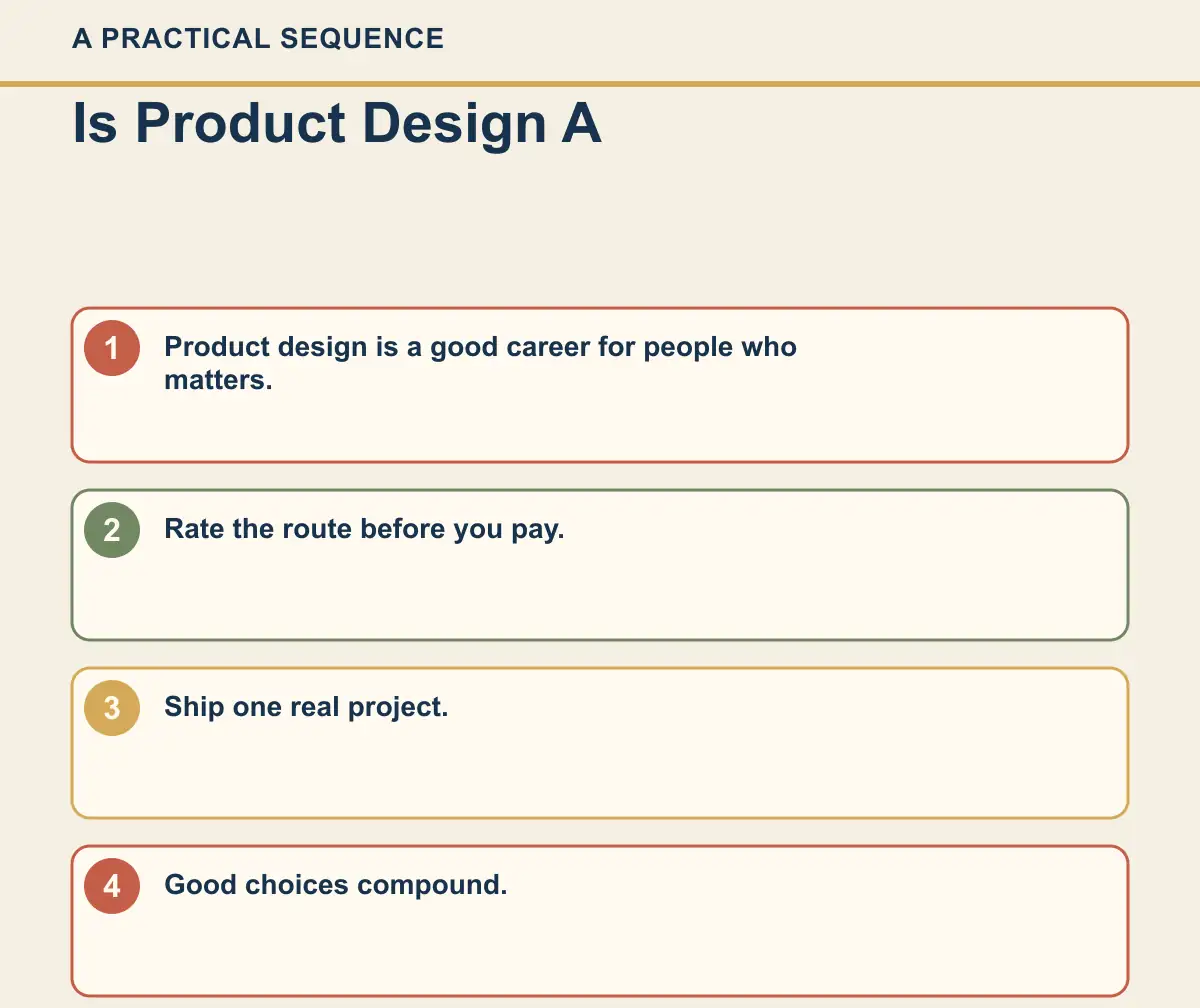 A PRACTICAL SEQUENCE
Is Product Design A
1
Product design is a good career for people who
matters.
2
Rate the route before you pay.
3
Ship one real project.
4
Good choices compound.